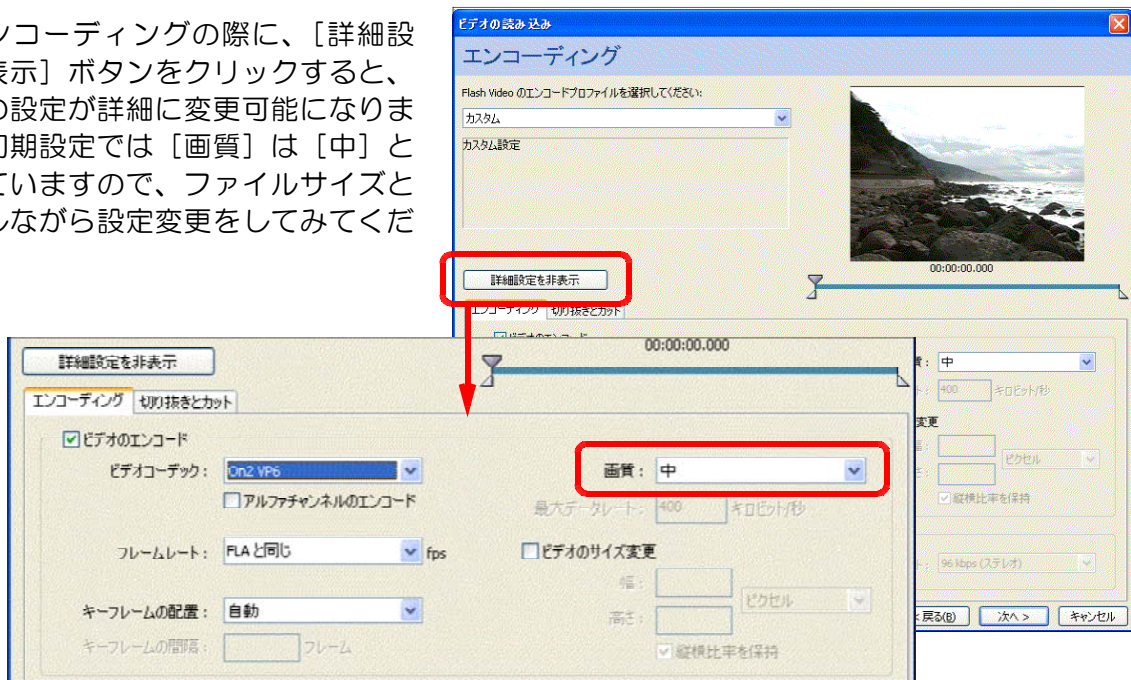 ンコーディングの際に、［詳細設
表示］ボタンをクリックすると、
の設定が詳細に変更可能になりま
初期設定では［画質］は［中］と
ていますので、ファイルサイズと
しながら設定変更をしてみてくだ
ビデオの読み込み
エンコーディング
Flash Video のエンコードプロファイルを選択してください:
カスタム
カスタム設定
00:00:00.000
詳細設定を非表示
エンコーディング 切り抜きとカット
ビデオのエンコード
質: 中
ト: 400 キロビット/秒
変更
幅:
さ: ピクセル
縦横比率を保持
ト: 96 kbps (ステレオ)
< 戻る(B) 次へ > キャンセル
詳細設定を非表示
00:00:00.000
エンコーディング 切り抜きとカット
ビデオのエンコード
ビデオコーデック: On2 VP6
画質: 中
アルファチャンネルのエンコード
最大データレート: 400 キロビット/秒
フレームレート: FLAと同じ fps
ビデオのサイズ変更
幅:
ピクセル
キーフレームの配置: 自動
高さ:
キーフレームの間隔: フレーム
縦横比率を保持